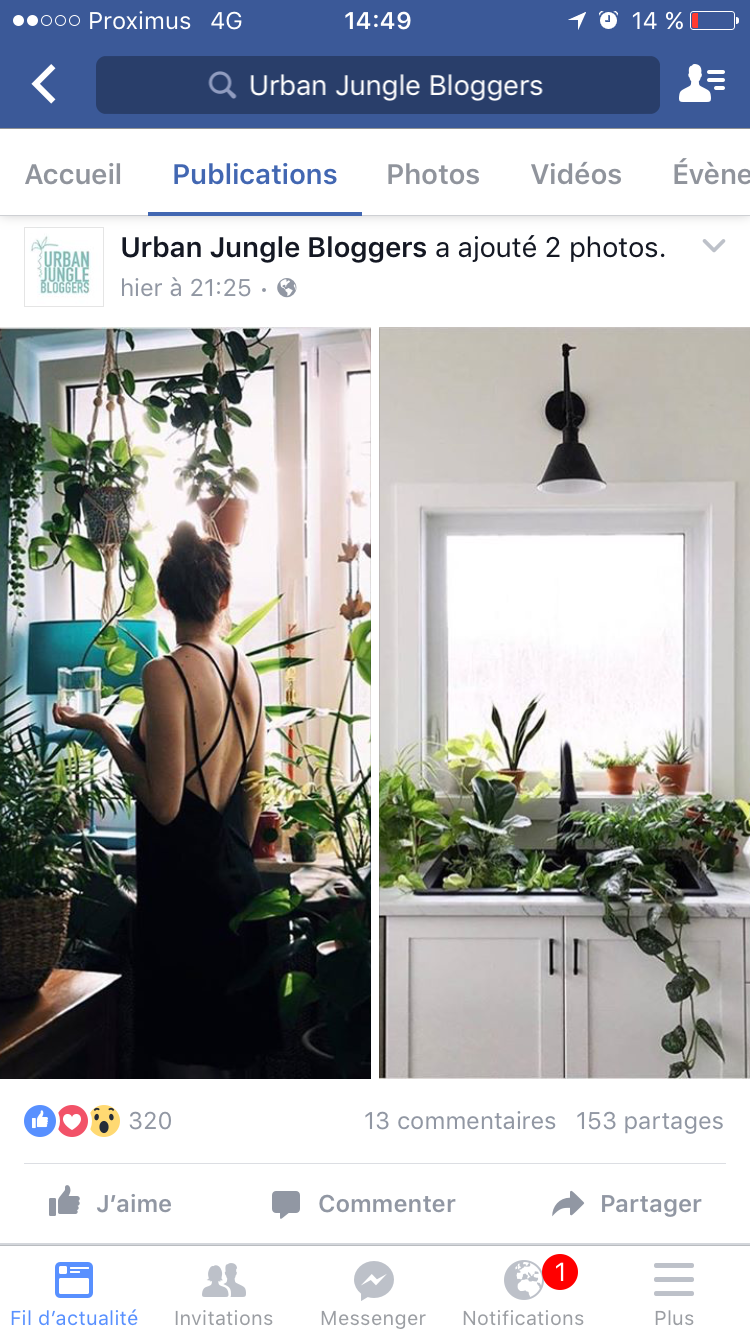 Proximus 4G 14:49 14 %
Urban Jungle Bloggers
Accueil Publications Photos Vidéos Évène
URBAN
JUNGLE
BLOGGERS
Urban Jungle Bloggers a ajouté 2 photos.
hier à 21:25 ·
320 13 commentaires 153 partages
J’aime Commenter Partager
1
Fil d’actualité Invitations Messenger Notifications Plus